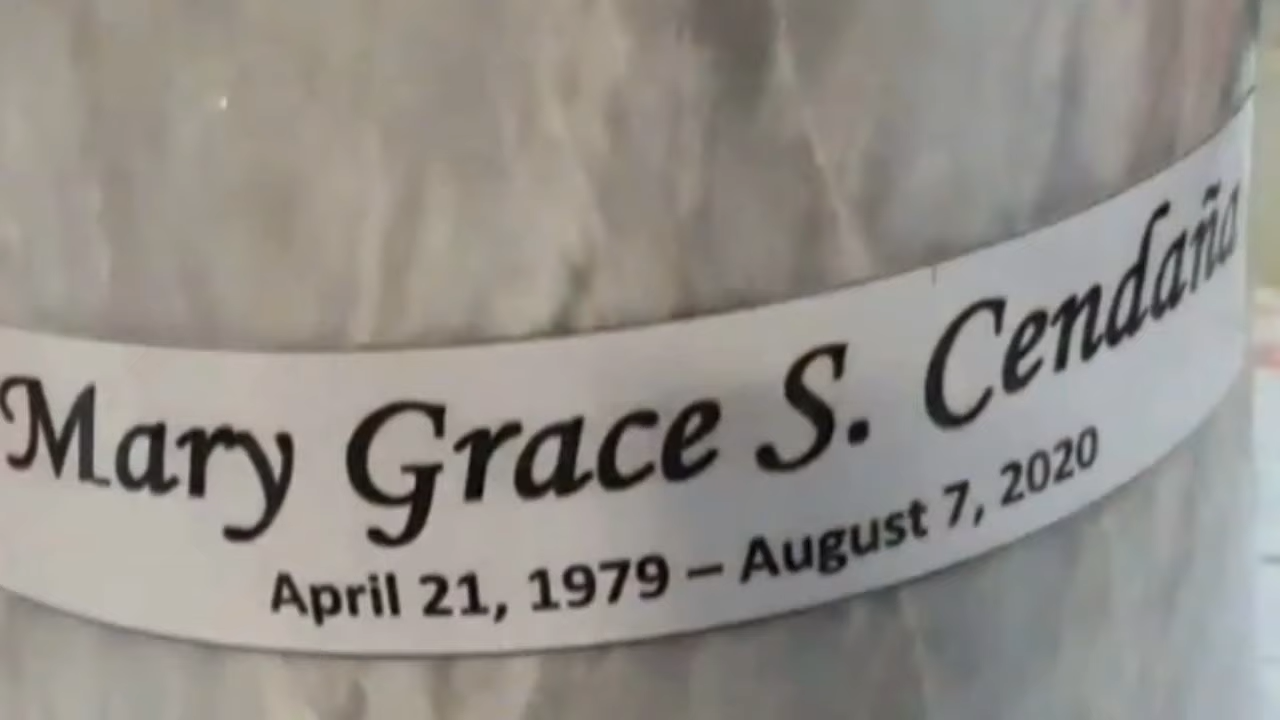 Mary Grace S. Cendaña
April 21, 1979 – August 7, 2020